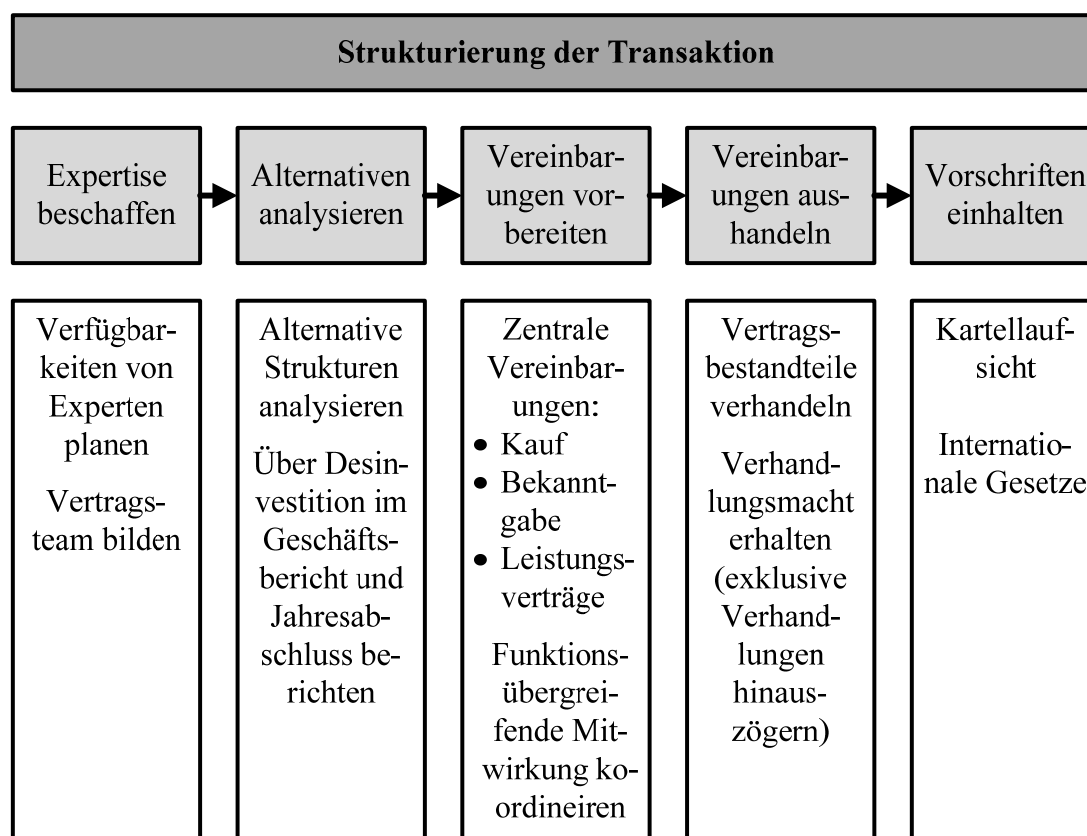 Strukturierung der Transaktion
Expertise
beschaffen
Alternativen
analysieren
Vereinbar-
ungen vor-
bereiten
Vereinbar-
ungen aus-
handeln
Vorschriften
einhalten
Verfügbar-
keiten von
Experten
planen
Vertrags-
team bilden
Alternative
Strukturen
analysieren
Über Desin-
vestition im
Geschäfts-
bericht und
Jahresab-
schluss be-
richten
Zentrale
Vereinbar-
ungen:
• Kauf
• Bekannt-
gabe
• Leistungs-
verträge
Funktions-
übergrei-
fende Mit-
wirkung ko-
ordineiren
Vertrags-
bestandteile
verhandeln
Verhand-
lungsmacht
erhalten
(exklusive
Verhand-
lungen
hinaus-
zögern)
Kartellauf-
sicht
Internatio-
nale Gesetze